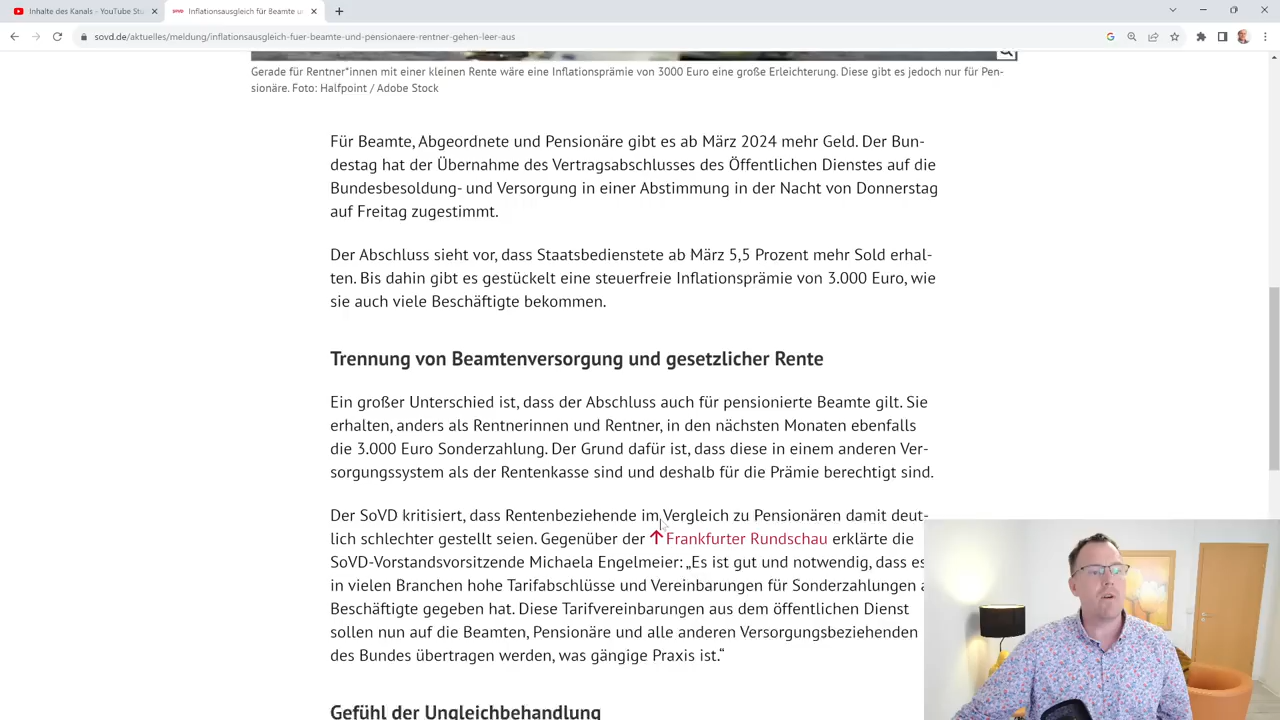 Inhalte des Kanals - YouTube Stu
Inflationsausgleich für Beamte u
sovd.de/aktuelles/meldung/inflationsausgleich-fuer-beamte-und-pensionaere-rentner-gehen-leer-aus
Gerade für Rentner*innen mit einer kleinen Rente wäre eine Inflationsprämie von 3000 Euro eine große Erleichterung. Diese gibt es jedoch nur für Pen-
sionäre. Foto: Halfpoint / Adobe Stock
Für Beamte, Abgeordnete und Pensionäre gibt es ab März 2024 mehr Geld. Der Bun-
destag hat der Übernahme des Vertragsabschlusses des Öffentlichen Dienstes auf die
Bundesbesoldung- und Versorgung in einer Abstimmung in der Nacht von Donnerstag
auf Freitag zugestimmt.
Der Abschluss sieht vor, dass Staatsbedienstete ab März 5,5 Prozent mehr Sold erhal-
ten. Bis dahin gibt es gestückelt eine steuerfreie Inflationsprämie von 3.000 Euro, wie
sie auch viele Beschäftigte bekommen.
Trennung von Beamtenversorgung und gesetzlicher Rente
Ein großer Unterschied ist, dass der Abschluss auch für pensionierte Beamte gilt. Sie
erhalten, anders als Rentnerinnen und Rentner, in den nächsten Monaten ebenfalls
die 3.000 Euro Sonderzahlung. Der Grund dafür ist, dass diese in einem anderen Ver-
sorgungssystem als der Rentenkasse sind und deshalb für die Prämie berechtigt sind.
Der SoVD kritisiert, dass Rentenbeziehende im Vergleich zu Pensionären damit deut-
lich schlechter gestellt seien. Gegenüber der Frankfurter Rundschau erklärte die
SoVD-Vorstandsvorsitzende Michaela Engelmeier: „Es ist gut und notwendig, dass es
in vielen Branchen hohe Tarifabschlüsse und Vereinbarungen für Sonderzahlungen
Beschäftigte gegeben hat. Diese Tarifvereinbarungen aus dem öffentlichen Dienst
sollen nun auf die Beamten, Pensionäre und alle anderen Versorgungsbeziehenden
des Bundes übertragen werden, was gängige Praxis ist.“
Gefühl der Ungleichbehandlung